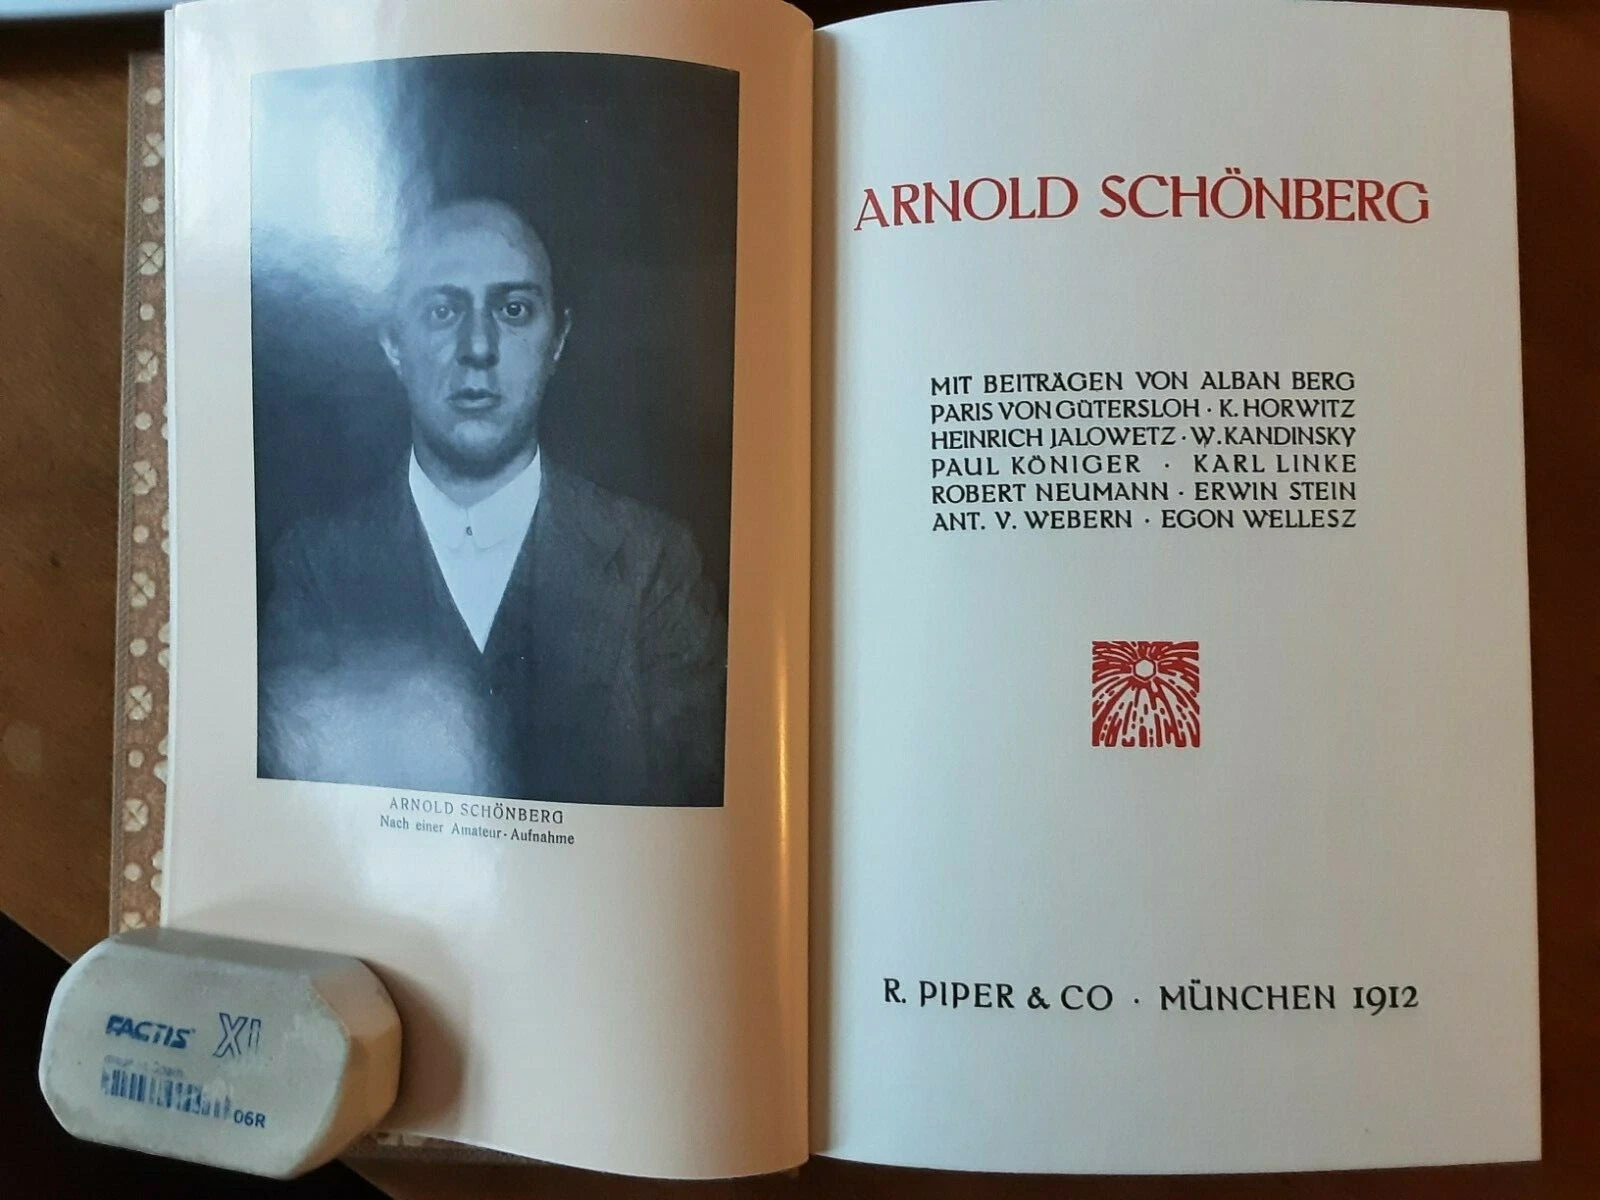 ARNOLD SCHÖNBERG
Nach einer Amateur-Aufnahme
ARNOLD SCHÖNBERG
MIT BEITRÄGEN VON ALBAN BERG
PARIS VON GÜTERSLOH · K. HORWITZ
HEINRICH JALOWETZ · W. KANDINSKY
PAUL KÖNIGER · KARL LINKE
ROBERT NEUMANN · ERWIN STEIN
ANT. V. WEBERN · EGON WELLESZ
R. PIPER & CO · MÜNCHEN 1912
FACTIS XI
06R